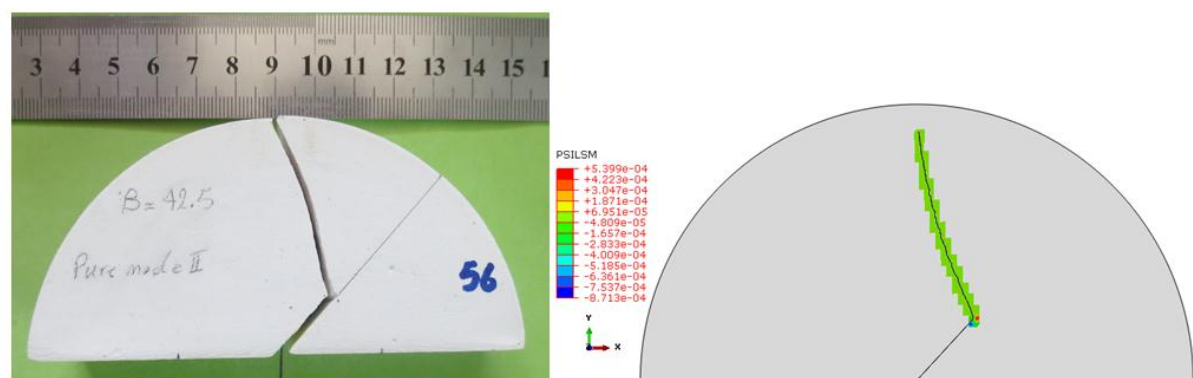 3 4 5 6 7 8 9 10 11 12 13 14 15 1
mm
B=42.5
Pure mode II
56
PSILSM
+5.399e-04
+4.223e-04
+3.047e-04
+1.871e-04
+6.951e-05
-4.809e-05
-1.657e-04
-2.833e-04
-4.009e-04
-5.185e-04
-6.361e-04
-7.537e-04
-8.713e-04
Y
Z
X